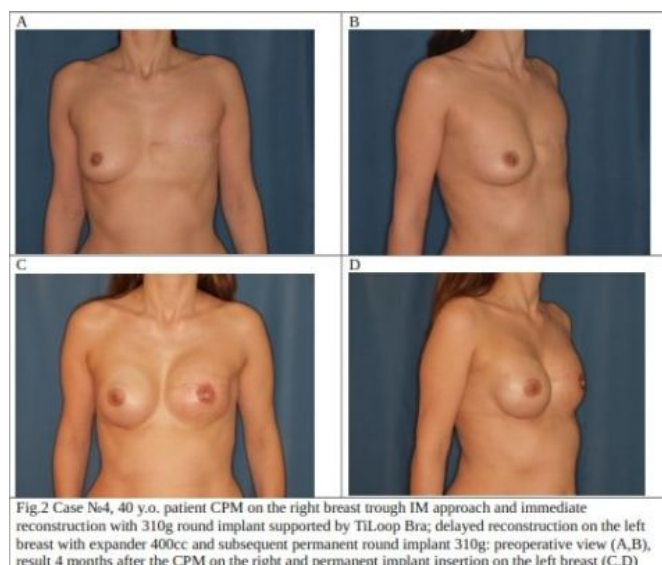 A
B
C
D
Fig.2 Case №4, 40 y.o. patient CPM on the right breast trough IM approach and immediate
reconstruction with 310g round implant supported by TiLoop Bra; delayed reconstruction on the left
breast with expander 400cc and subsequent permanent round implant 310g: preoperative view (A,B),
result 4 months after the CPM on the right and permanent implant insertion on the left breast (C,D)